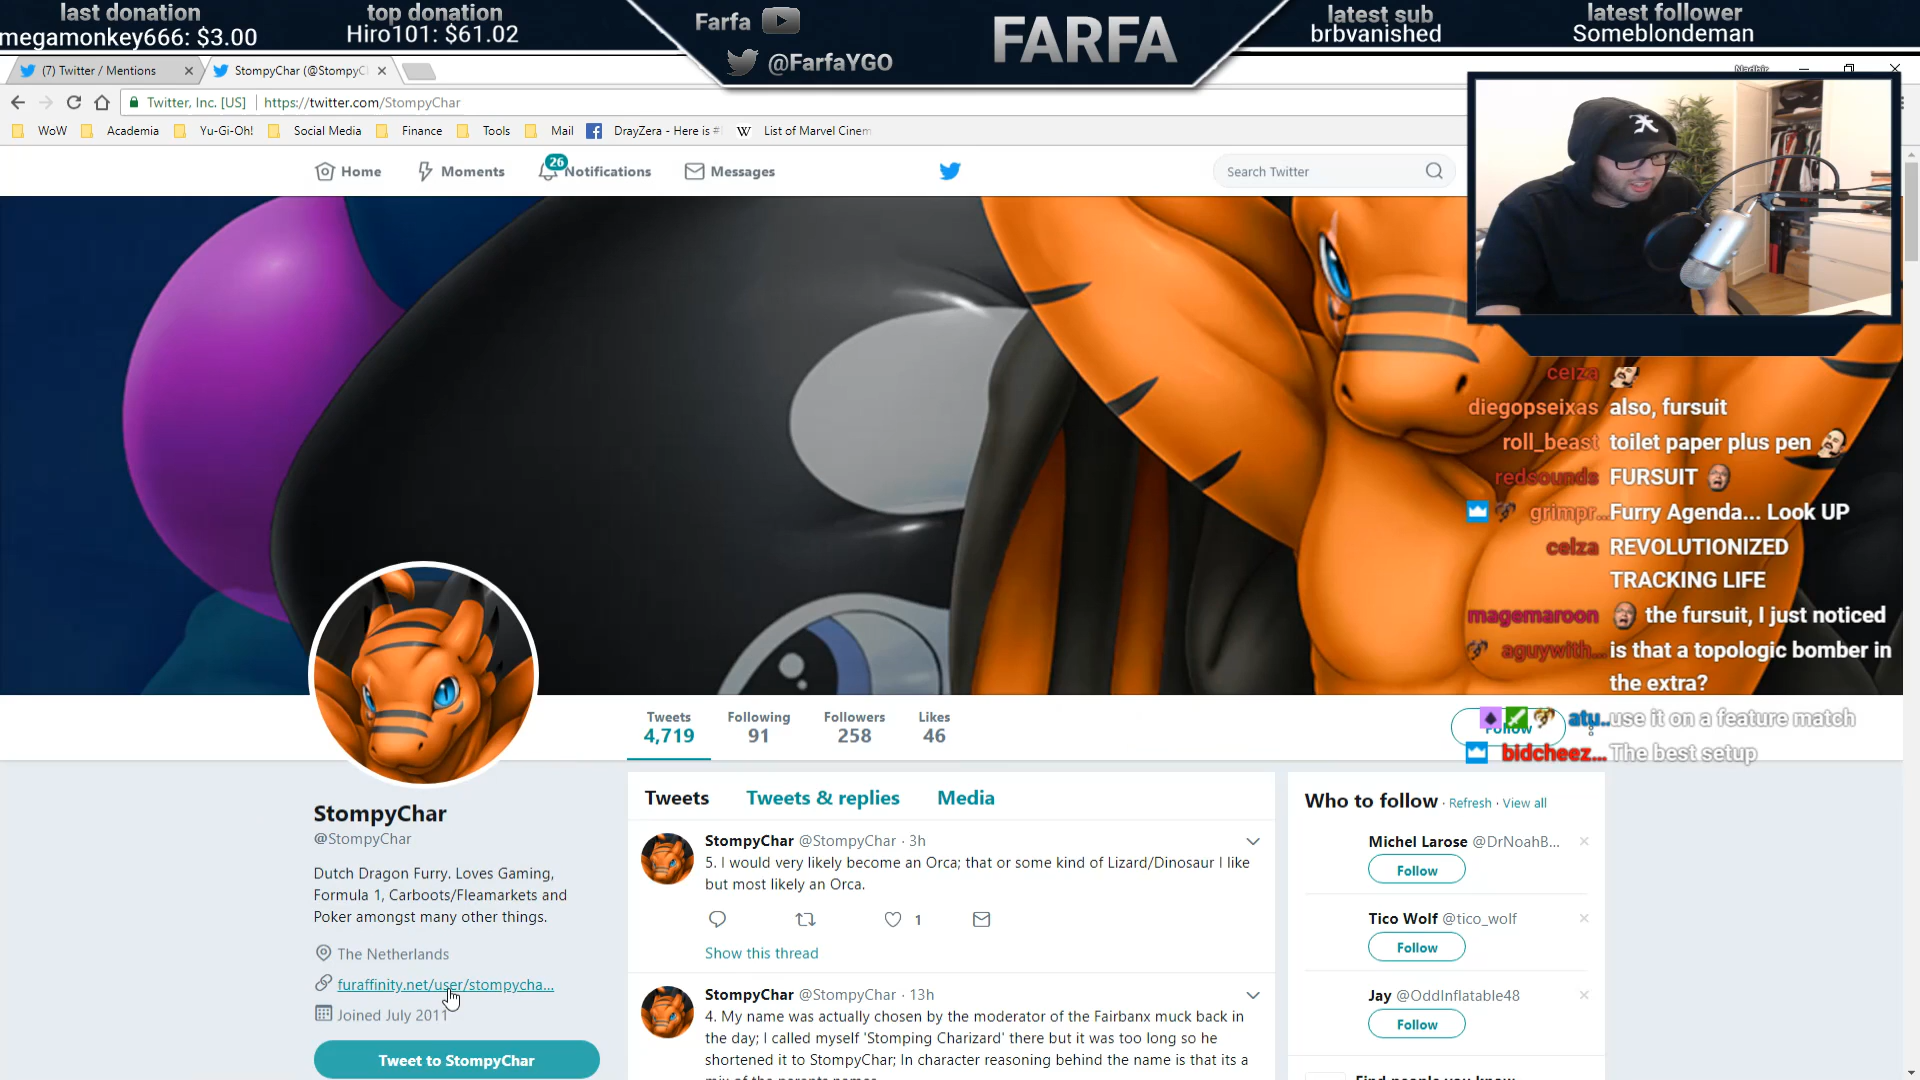 last donation
megamonkey666: $3.00
top donation
Hiro101: $61.02
Farfa
@FarfaYGO
FARFA
latest sub
brbvanished
latest follower
Someblondeman
(7) Twitter / Mentions
StompyChar (@StompyC
Twitter, Inc. [US]
https://twitter.com/StompyChar
WoW
Academia
Yu-Gi-Oh!
Social Media
Finance
Tools
Mail
DrayZera - Here is #
List of Marvel Cinem
Home
Moments
26
Notifications
Messages
Search Twitter
celza
diegopseixas also, fursuit
roll_beast toilet paper plus pen
redsounds FURSUIT
grimpr... Furry Agenda... Look UP
celza REVOLUTIONIZED
TRACKING LIFE
magemaroon the fursuit, I just noticed
aguywith... is that a topologic bomber in
the extra?
atu.. use it on a feature match
bidcheez... The best setup
Tweets
4,719
Following
91
Followers
258
Likes
46
Follow
StompyChar
@StompyChar
Dutch Dragon Furry. Loves Gaming,
Formula 1, Carboots/Fleamarkets and
Poker amongst many other things.
The Netherlands
furaffinity.net/user/stompycha...
Joined July 2011
Tweet to StompyChar
Tweets
Tweets & replies
Media
StompyChar @StompyChar · 3h
5. I would very likely become an Orca; that or some kind of Lizard/Dinosaur I like
but most likely an Orca.
1
Show this thread
StompyChar @StompyChar · 13h
4. My name was actually chosen by the moderator of the Fairbanx muck back in
the day; I called myself 'Stomping Charizard' there but it was too long so he
shortened it to StompyChar; In character reasoning behind the name is that its a
Who to follow · Refresh · View all
Michel Larose @DrNoahB...
Follow
Tico Wolf @tico_wolf
Follow
Jay @OddInflatable48
Follow